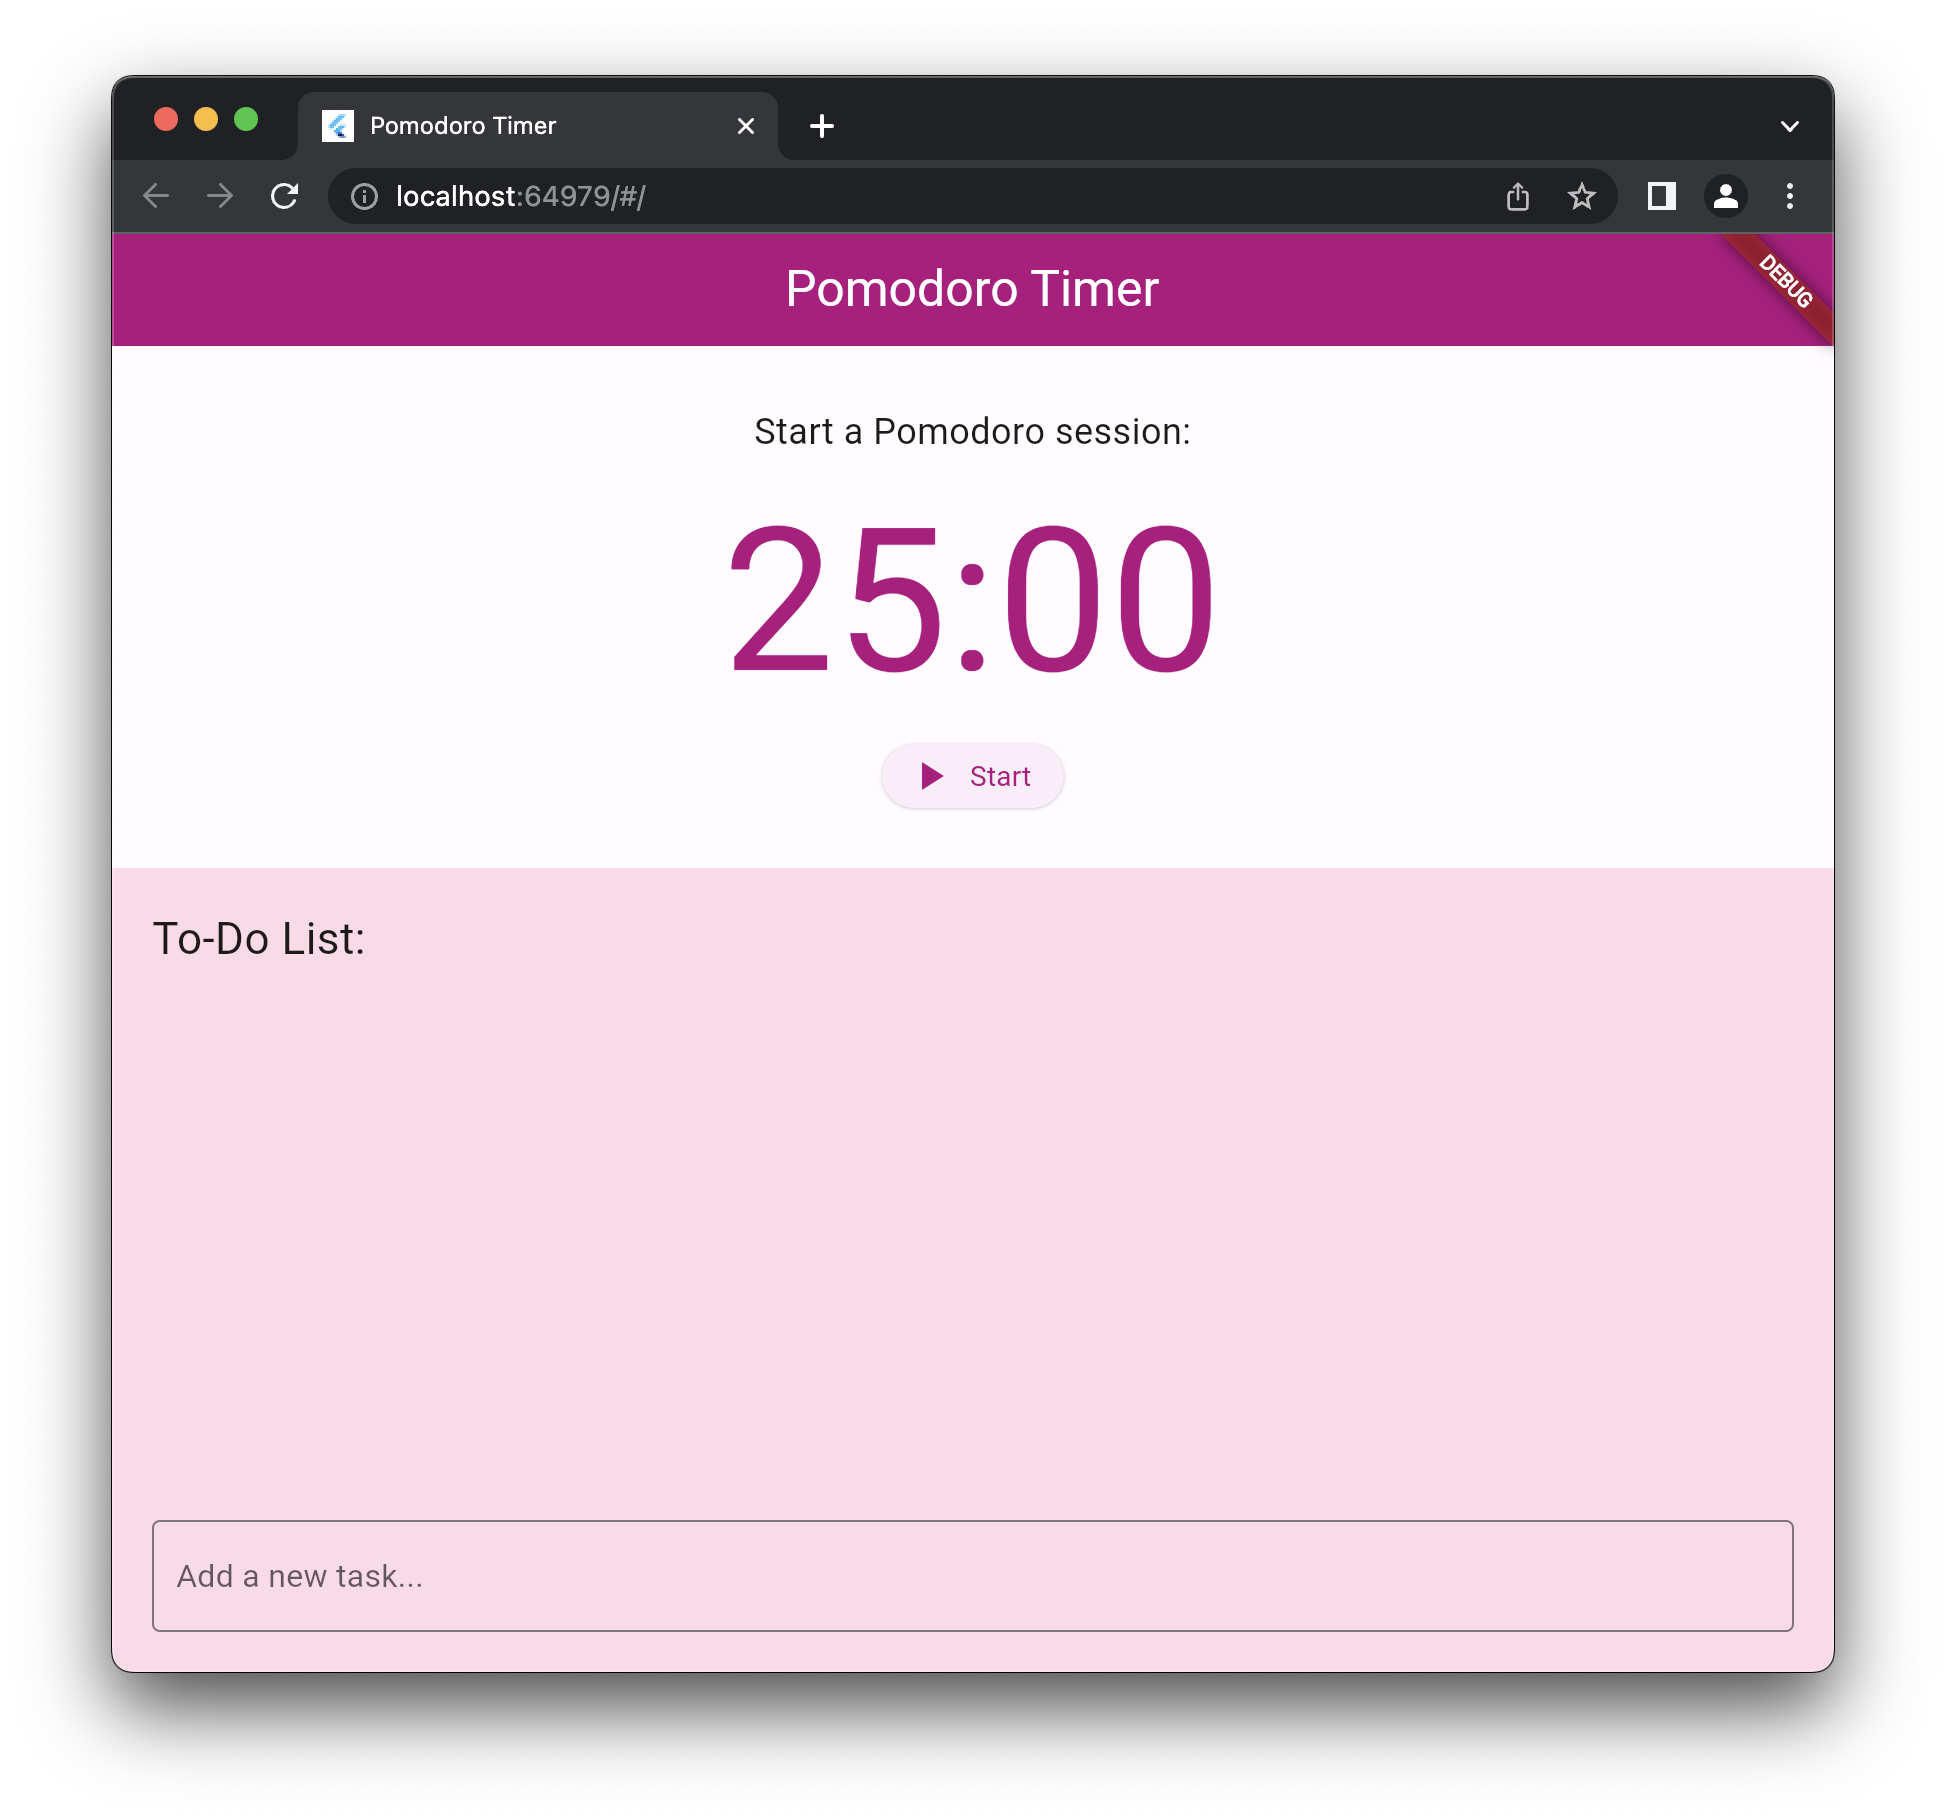 Pomodoro Timer
localhost:64979/#/
Pomodoro Timer
DEBUG
Start a Pomodoro session:
25:00
Start
To-Do List:
Add a new task...